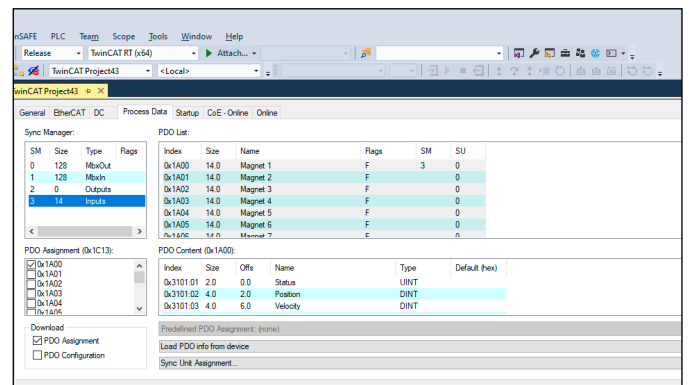 nSAFE PLC Team Scope Tools Window Help
Release TwinCAT RT (x64) Attach...
TwinCAT Project43 <Local>
winCAT Project43
General EtherCAT DC Process Data Startup CoE - Online Online
Sync Manager: PDO List:
SM Size Type Flags Index Size Name Flags SM SU
0 128 MbxOut 0x1A00 14.0 Magnet 1 F 3 0
1 128 MbxIn 0x1A01 14.0 Magnet 2 F 0
2 0 Outputs 0x1A02 14.0 Magnet 3 F 0
3 14 Inputs 0x1A03 14.0 Magnet 4 F 0
0x1A04 14.0 Magnet 5 F 0
0x1A05 14.0 Magnet 6 F 0
0x1A06 14.0 Magnet 7 F 0
PDO Assignment (0x1C13): PDO Content (0x1A00):
0x1A00
0x1A01
0x1A02
0x1A03
0x1A04
0x1A05
Index Size Offs Name Type Default (hex)
0x3101:01 2.0 0.0 Status UINT
0x3101:02 4.0 2.0 Position DINT
0x3101:03 4.0 6.0 Velocity DINT
Download
PDO Assignment
PDO Configuration
Predefined PDO Assignment: (none)
Load PDO info from device
Sync Unit Assignment...